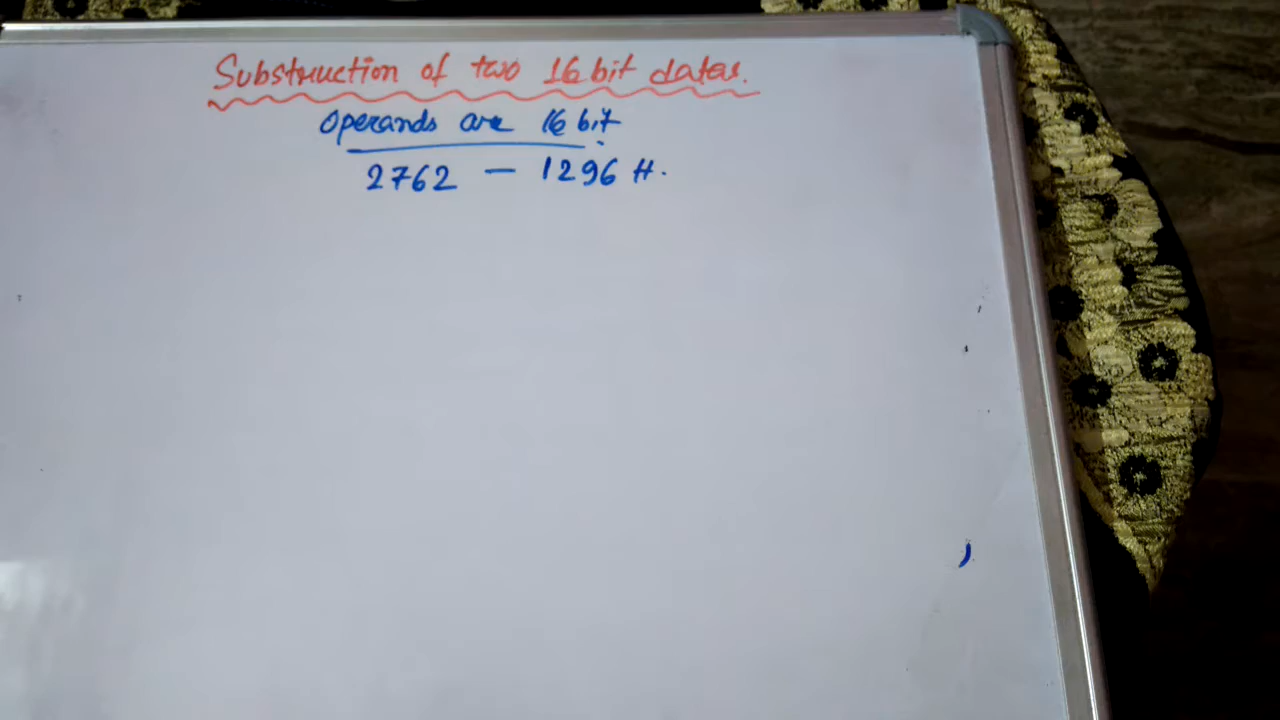 Substruction of two 16 bit datas.
Operands are 16 bit
2762 - 1296 H.